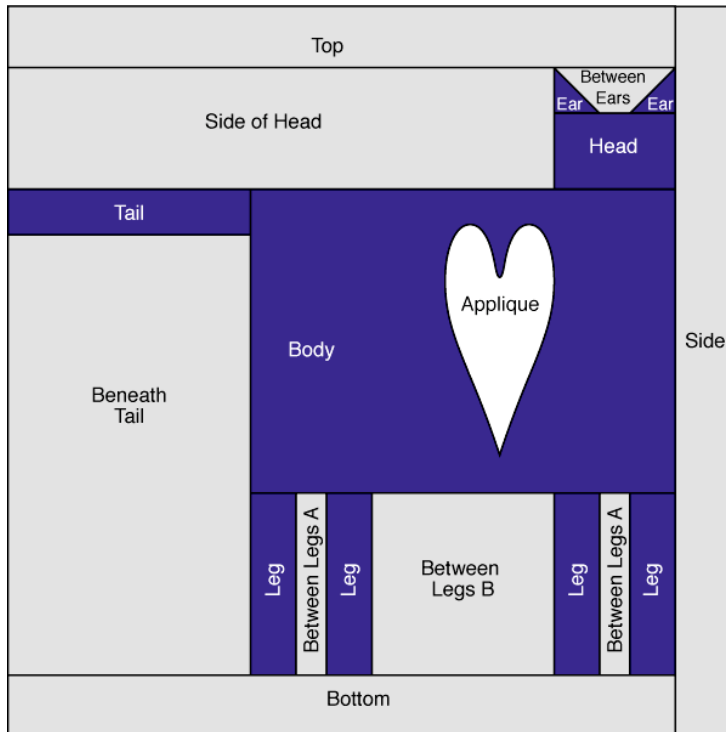 Top
Between
Ears
Ear
Ear
Side of Head
Head
Tail
Applique
Side
Body
Beneath
Tail
Leg
Between Legs A
Leg
Between
Legs B
Leg
Between Legs A
Leg
Bottom